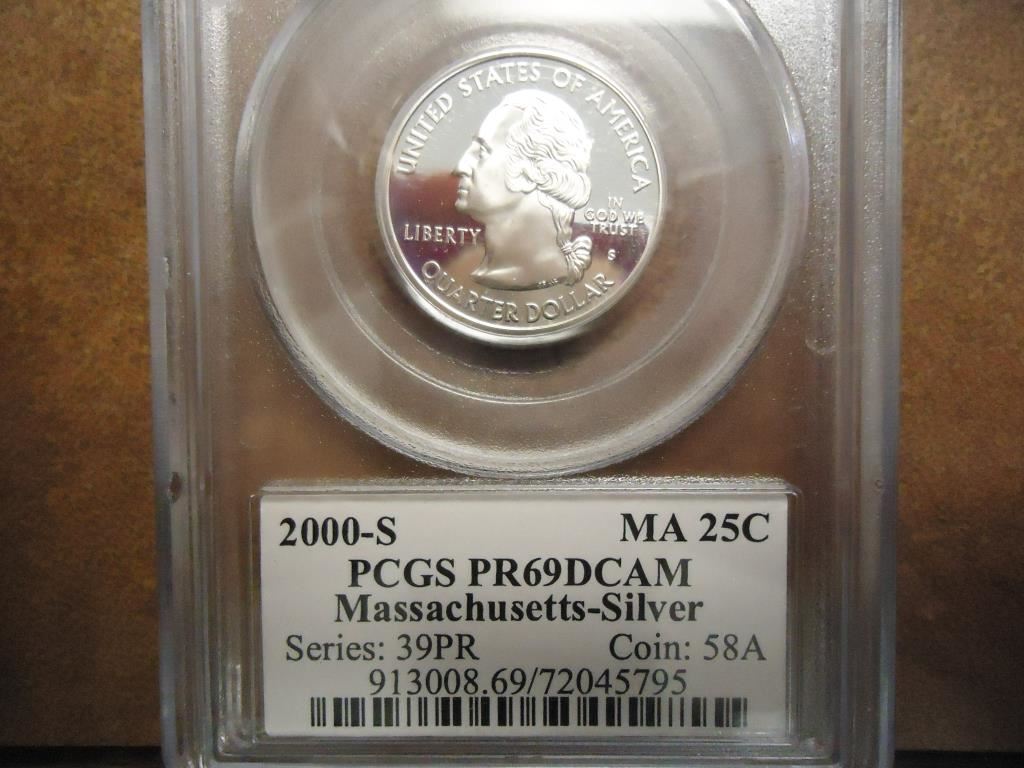 UNITED STATES OF AMERICA
LIBERTY
IN
GOD WE
TRUST
S
QUARTER DOLLAR
2000-S MA 25C
PCGS PR69DCAM
Massachusetts-Silver
Series: 39PR Coin: 58A
913008.69/72045795